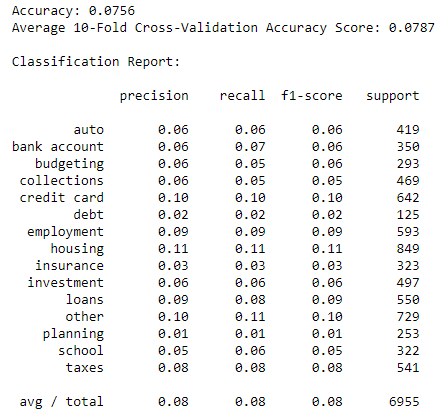 Accuracy: 0.0756
Average 10-Fold Cross-Validation Accuracy Score: 0.0787
Classification Report:
precision recall f1-score support
auto 0.06 0.06 0.06 419
bank account 0.06 0.07 0.06 350
budgeting 0.06 0.05 0.06 293
collections 0.06 0.05 0.05 469
credit card 0.10 0.10 0.10 642
debt 0.02 0.02 0.02 125
employment 0.09 0.09 0.09 593
housing 0.11 0.11 0.11 849
insurance 0.03 0.03 0.03 323
investment 0.06 0.06 0.06 497
loans 0.09 0.08 0.09 550
other 0.10 0.11 0.10 729
planning 0.01 0.01 0.01 253
school 0.05 0.06 0.05 322
taxes 0.08 0.08 0.08 541
avg / total 0.08 0.08 0.08 6955